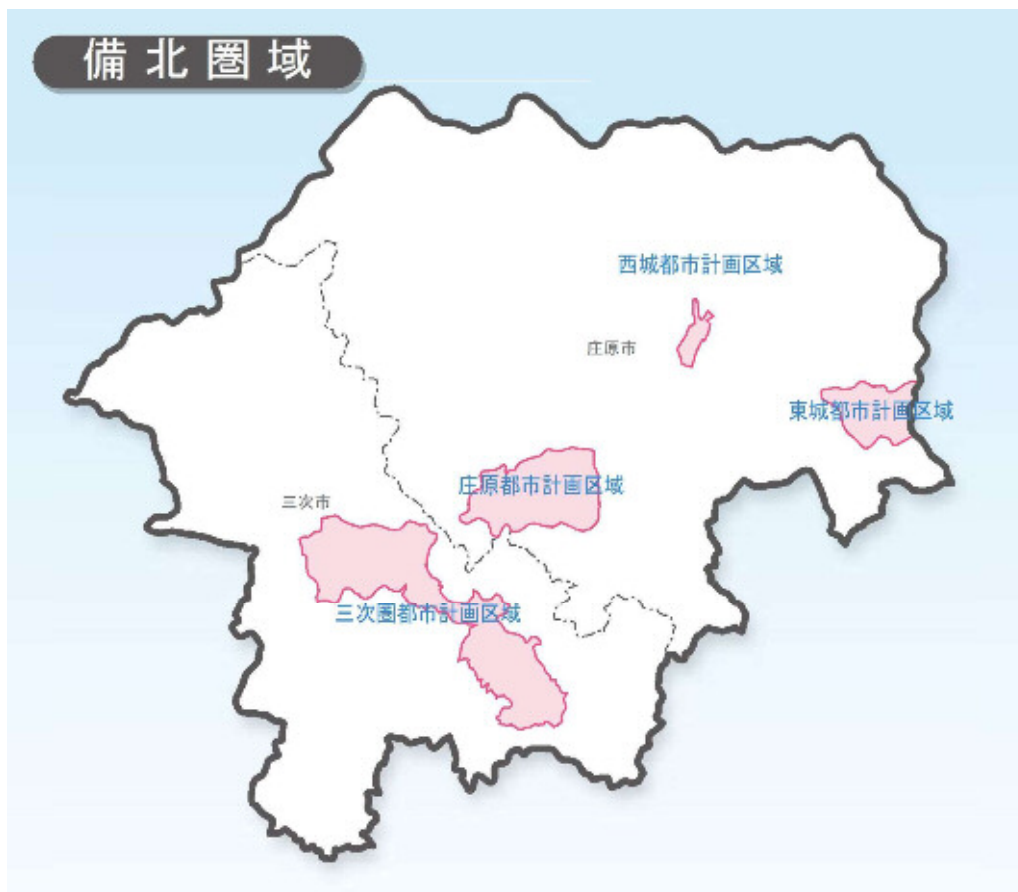 備北圏域
西城都市計画区域
庄原市
東城都市計画区域
庄原都市計画区域
三次市
三次圏都市計画区域